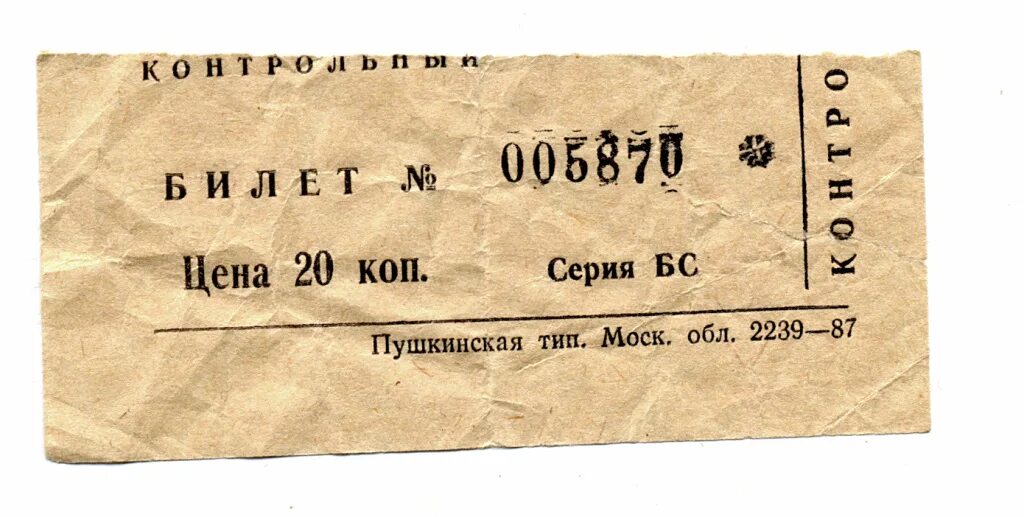 КОНТРОЛЬНЫЙ
БИЛЕТ № 005870
Цена 20 коп. Серия БС
Пушкинская тип. Моск. обл. 2239—87
КОНТРО